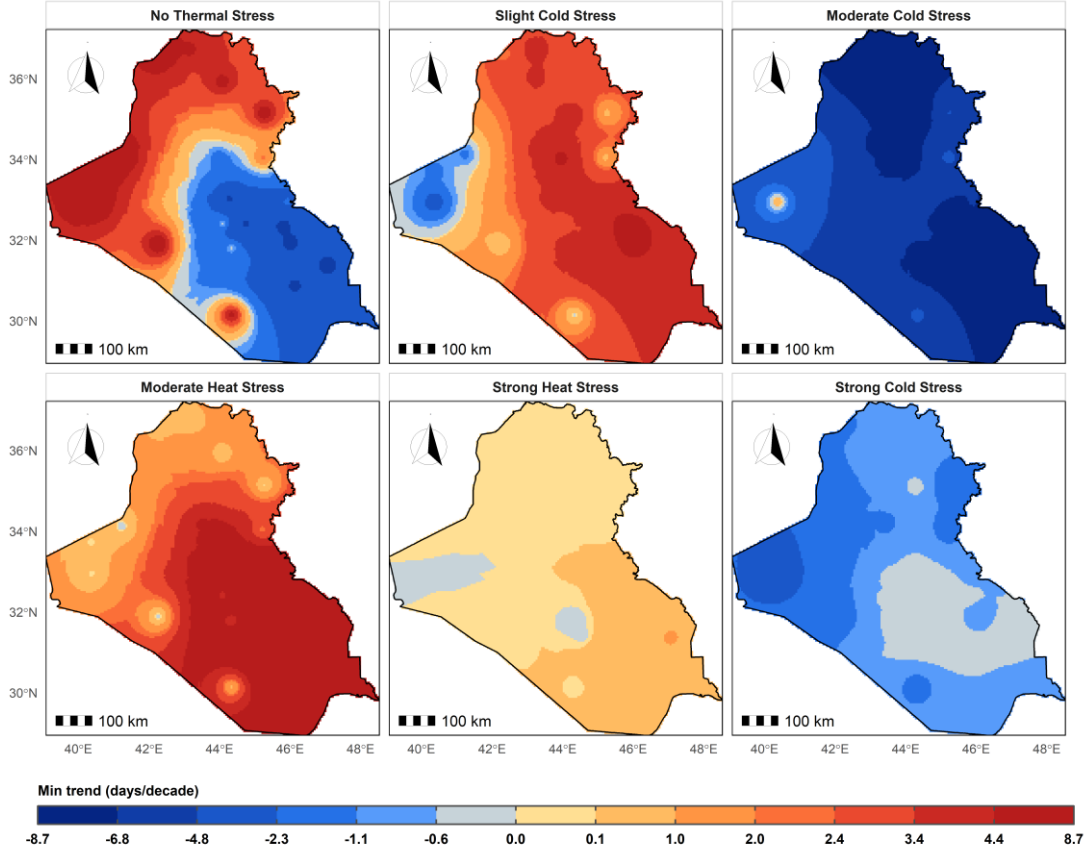 No Thermal Stress
Slight Cold Stress
Moderate Cold Stress
36°N
34°N
32°N
30°N
100 km
100 km
100 km
Moderate Heat Stress
Strong Heat Stress
Strong Cold Stress
36°N
34°N
32°N
30°N
100 km
100 km
100 km
40°E 42°E 44°E 46°E 48°E 40°E 42°E 44°E 46°E 48°E 40°E 42°E 44°E 46°E 48°E
Min trend (days/decade)
-8.7 -6.8 -4.8 -2.3 -1.1 -0.6 0.0 0.1 1.0 2.0 2.4 3.4 4.4 8.7